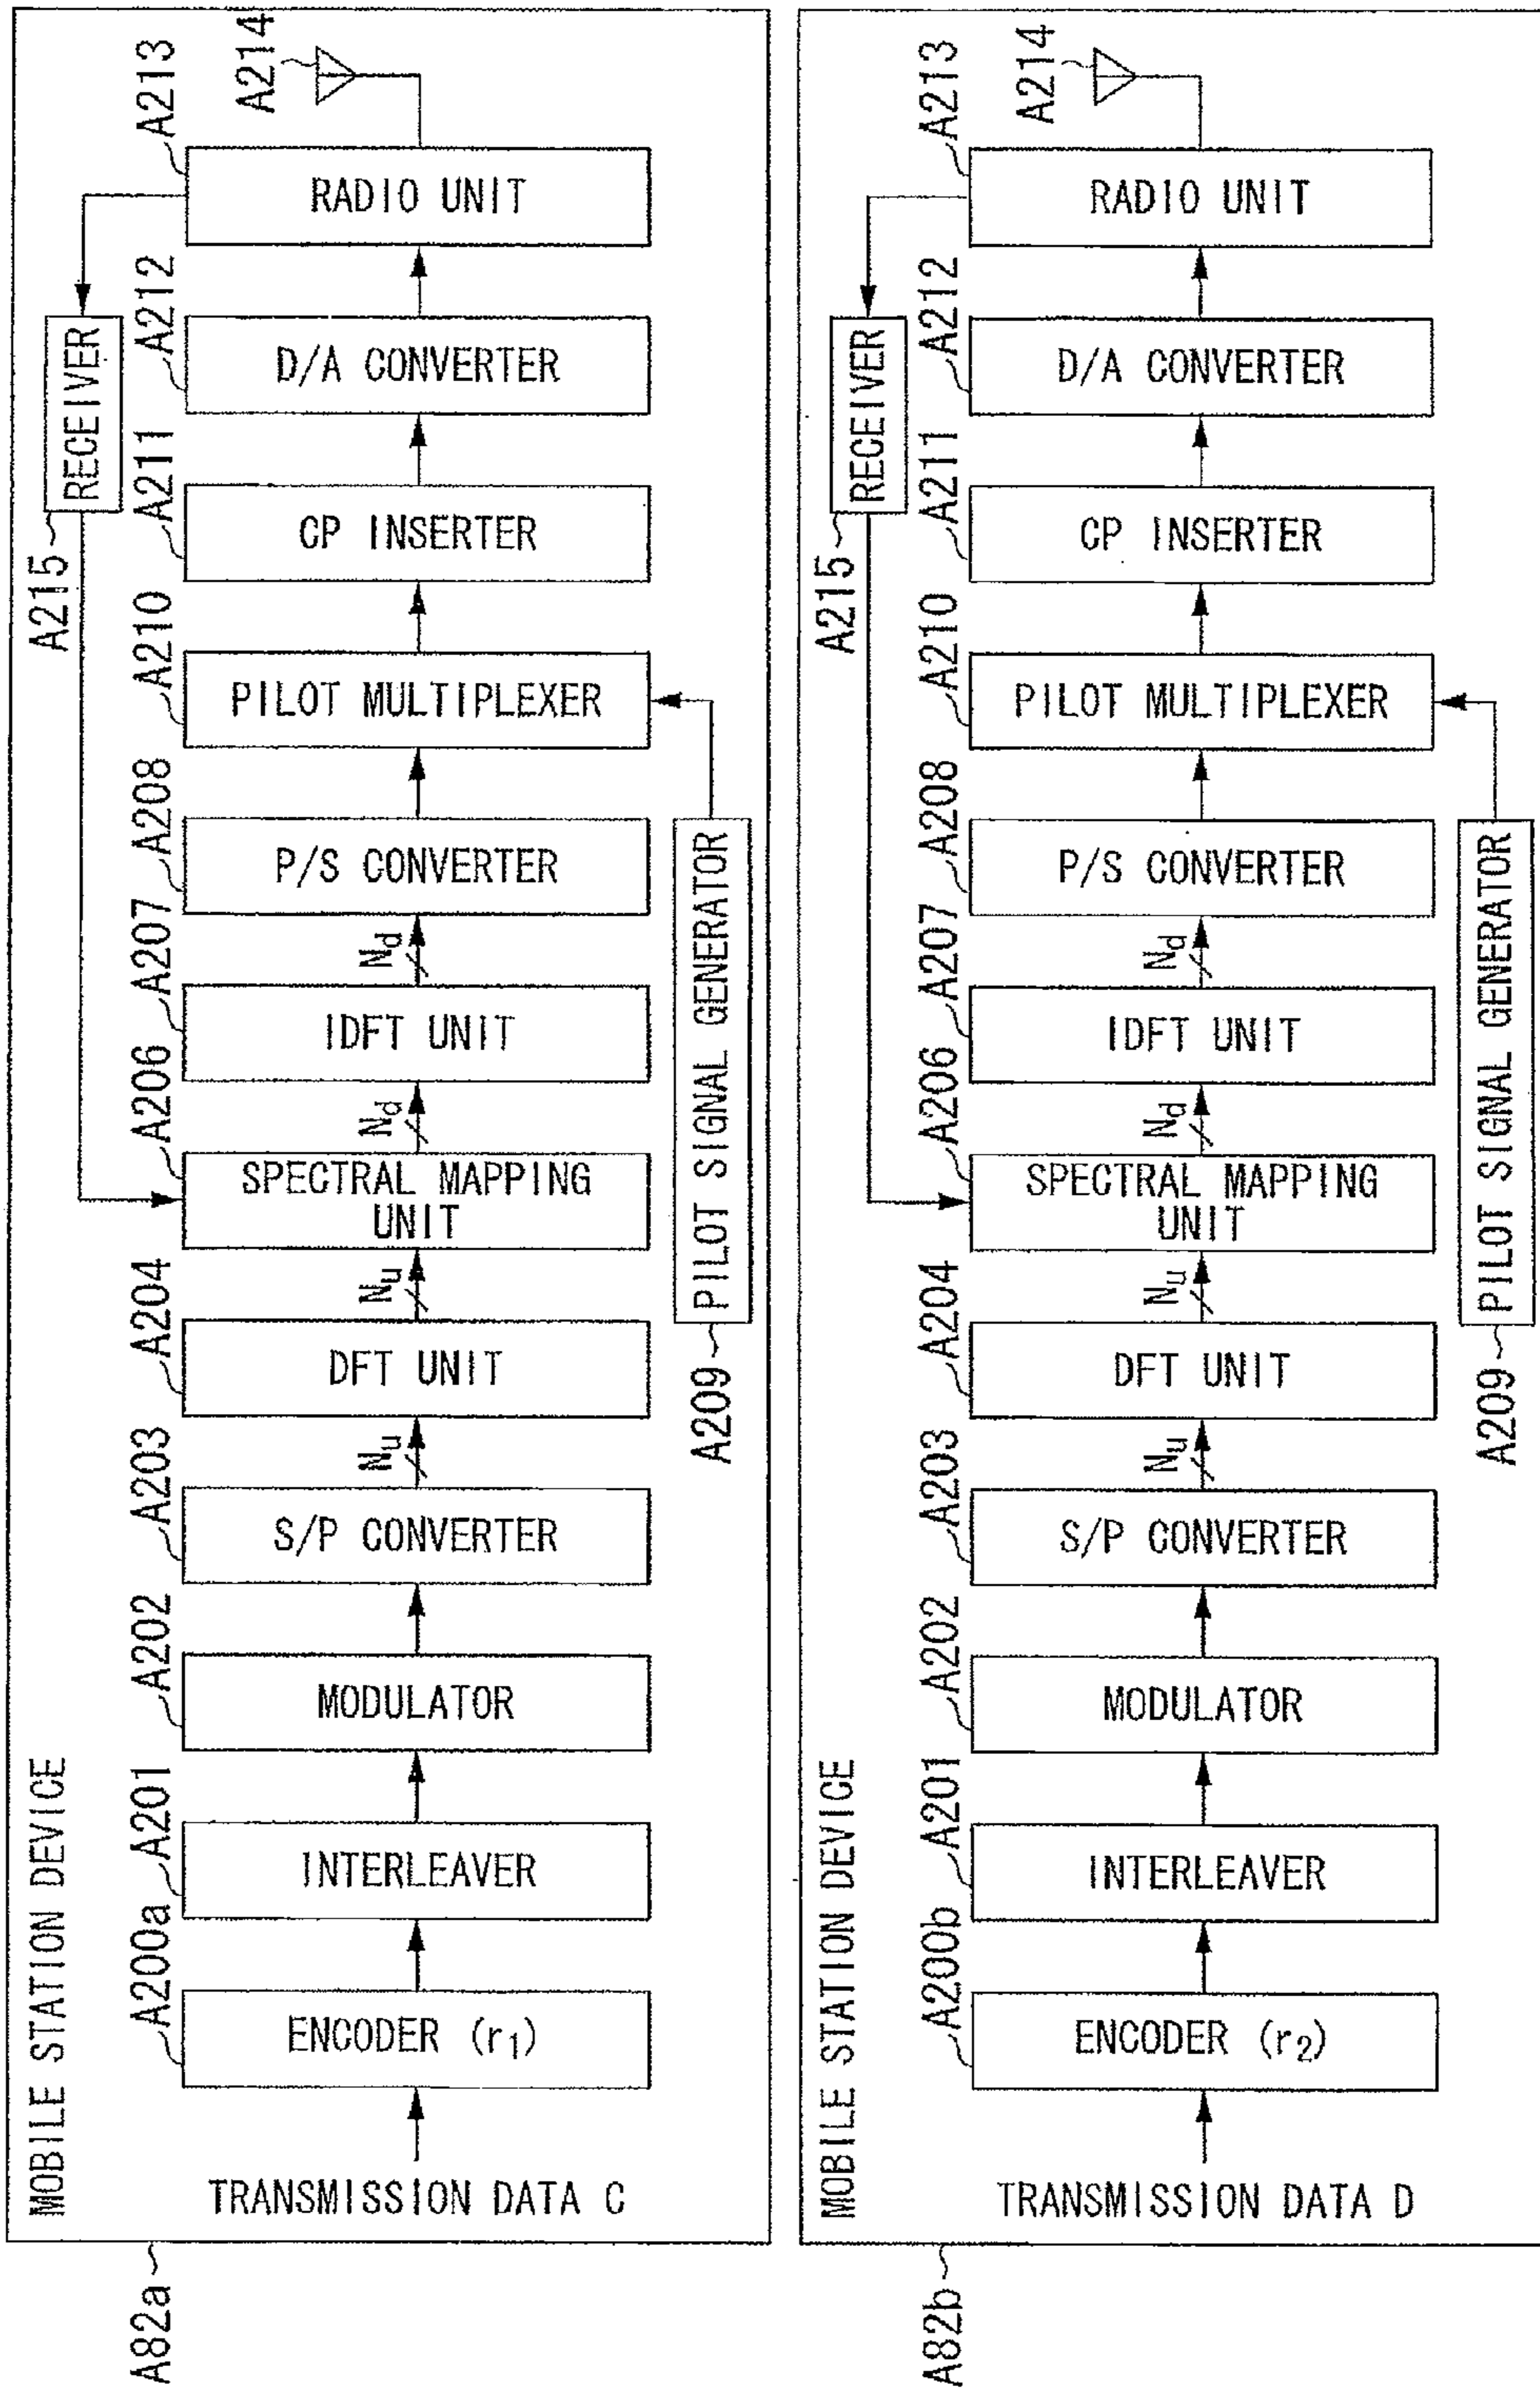 MOBILE STATION DEVICE
A82a
TRANSMISSION DATA C
A200a
ENCODER (r1)
A201
INTERLEAVER
A202
MODULATOR
A203
S/P CONVERTER
Nu
A204
DFT UNIT
Nu
A206
SPECTRAL MAPPING
UNIT
Nd
A207
IDFT UNIT
Nd
A208
P/S CONVERTER
A209
PILOT SIGNAL GENERATOR
A210
PILOT MULTIPLEXER
A211
CP INSERTER
A212
D/A CONVERTER
A213
RADIO UNIT
A214
A215
RECEIVER
MOBILE STATION DEVICE
A82b
TRANSMISSION DATA D
A200b
ENCODER (r2)
A201
INTERLEAVER
A202
MODULATOR
A203
S/P CONVERTER
Nu
A204
DFT UNIT
Nu
A206
SPECTRAL MAPPING
UNIT
Nd
A207
IDFT UNIT
Nd
A208
P/S CONVERTER
A209
PILOT SIGNAL GENERATOR
A210
PILOT MULTIPLEXER
A211
CP INSERTER
A212
D/A CONVERTER
A213
RADIO UNIT
A214
A215
RECEIVER